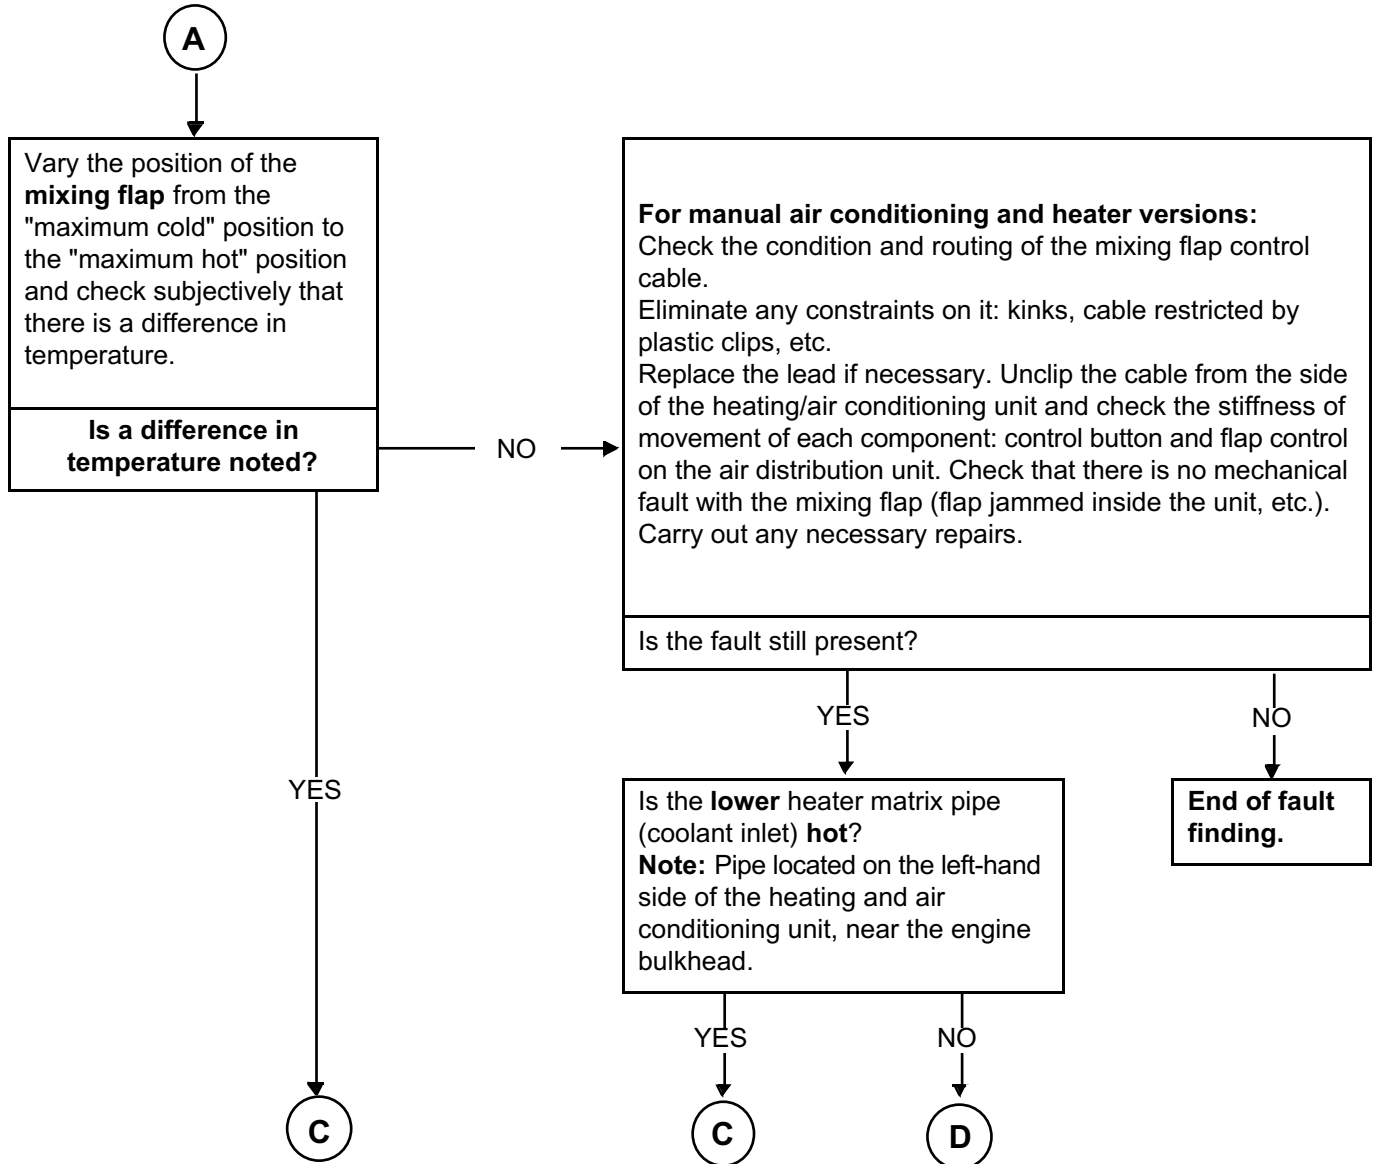 A
Vary the position of the
mixing flap from the
"maximum cold" position to
the "maximum hot" position
and check subjectively that
there is a difference in
temperature.
Is a difference in
temperature noted?
NO
For manual air conditioning and heater versions:
Check the condition and routing of the mixing flap control
cable.
Eliminate any constraints on it: kinks, cable restricted by
plastic clips, etc.
Replace the lead if necessary. Unclip the cable from the side
of the heating/air conditioning unit and check the stiffness of
movement of each component: control button and flap control
on the air distribution unit. Check that there is no mechanical
fault with the mixing flap (flap jammed inside the unit, etc.).
Carry out any necessary repairs.
Is the fault still present?
YES
NO
YES
Is the lower heater matrix pipe
(coolant inlet) hot?
Note: Pipe located on the left-hand
side of the heating and air
conditioning unit, near the engine
bulkhead.
End of fault
finding.
YES
NO
C
C
D